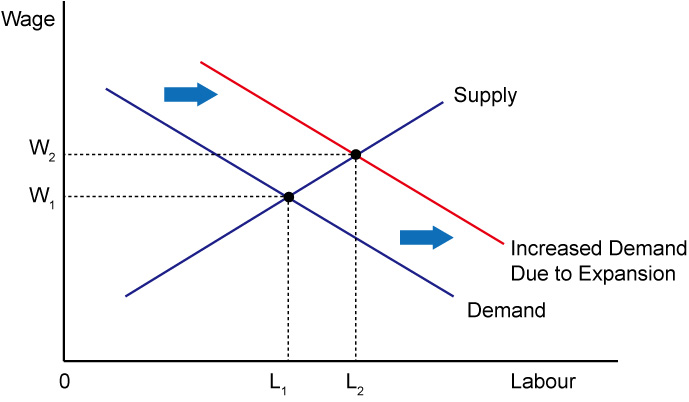 Wage
Supply
W₂
W₁
Increased Demand
Due to Expansion
Demand
0
L₁
L₂
Labour